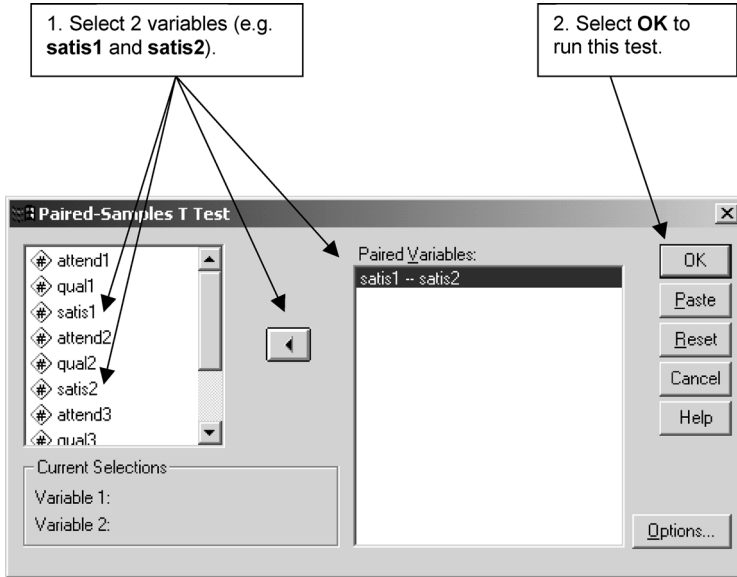 1. Select 2 variables (e.g.
satis1 and satis2).
2. Select OK to
run this test.
Paired-Samples T Test
attend1
qual1
satis1
attend2
qual2
satis2
attend3
qual3
Current Selections
Variable 1:
Variable 2:
Paired Variables:
satis1 -- satis2
OK
Paste
Reset
Cancel
Help
Options...